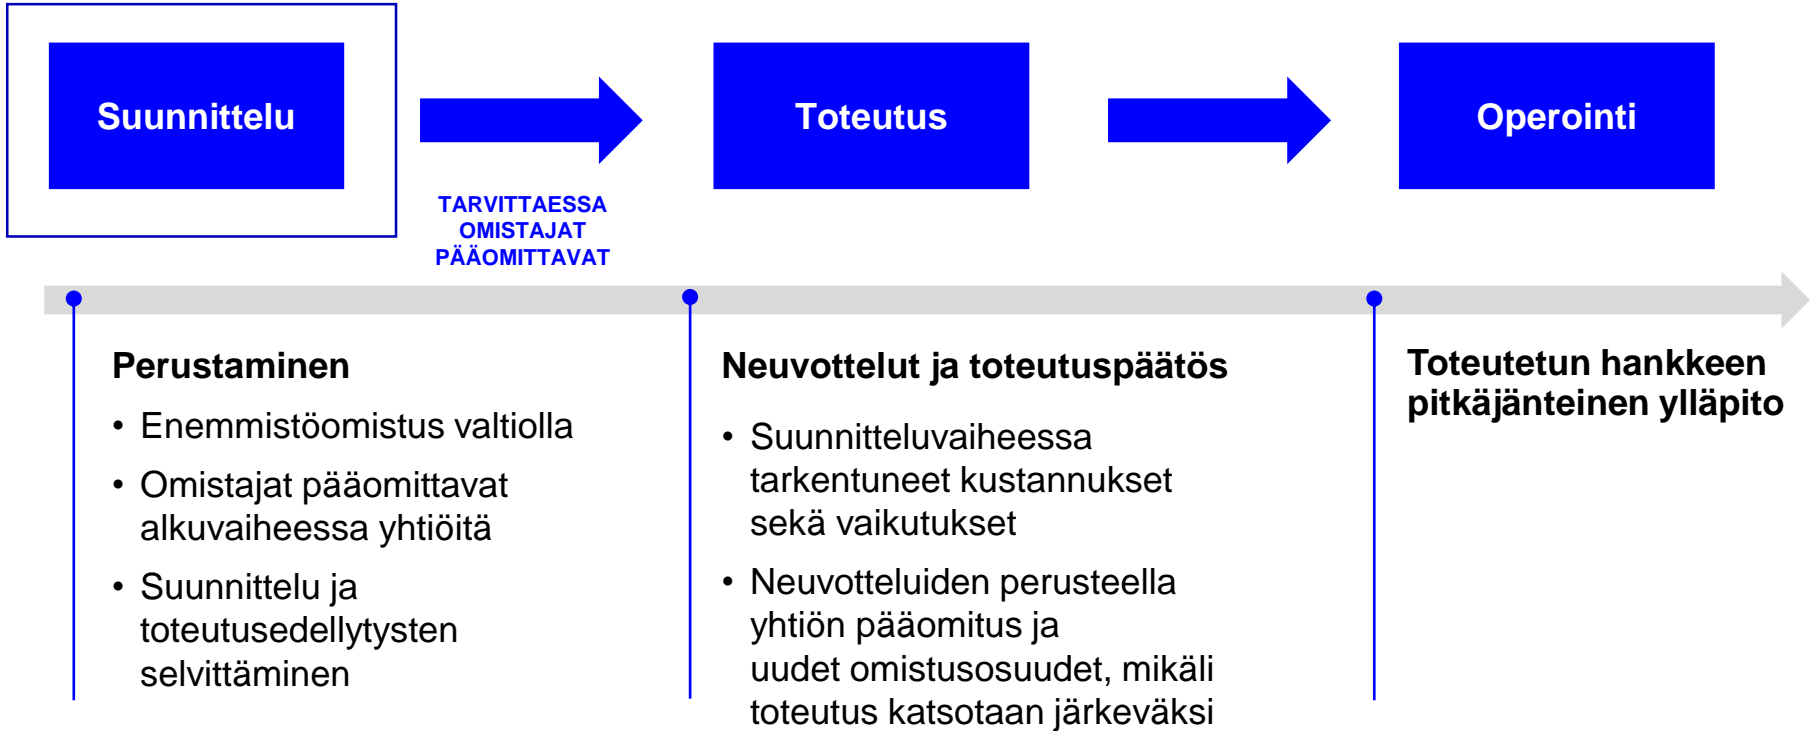 Suunnittelu
Toteutus
Operointi
TARVITTAESSA
OMISTAJAT
PÄÄOMITTAVAT
Perustaminen
• Enemmistöomistus valtiolla
• Omistajat pääomittavat
alkuvaiheessa yhtiöitä
• Suunnittelu ja
toteutusedellytysten
selvittäminen
Neuvottelut ja toteutuspäätös
• Suunnitteluvaiheessa
tarkentuneet kustannukset
sekä vaikutukset
• Neuvotteluiden perusteella
yhtiön pääomitus ja
uudet omistusosuudet, mikäli
toteutus katsotaan järkeväksi
Toteutetun hankkeen
pitkäjänteinen ylläpito